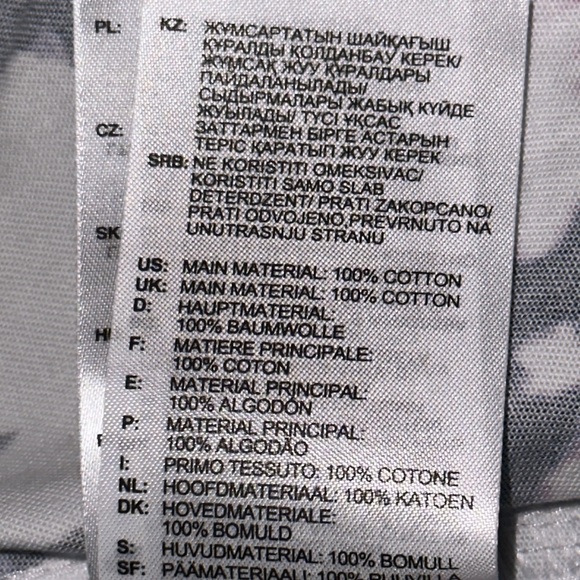 PL:
KZ: ЖҰМСАРТАТЫН ШАЙҚАҒЫШ
ҚҰРАЛДЫ ҚОЛДАНБАУ КЕРЕК/
ЖҰМСАҚ ЖУУ ҚҰРАЛДАРЫ
ПАЙДАЛАНЫЛАДЫ/
СЫДЫРМАЛАРЫ ЖАБЫҚ КҮЙДЕ
ЖУЫЛАДЫ/ ТҮСІ ҰҚСАС
CZ:
ЗАТТАРМЕН БІРГЕ АСТАРЫН
ТЕРІС ҚАРАТЫП ЖУУ КЕРЕК
SRB: NE KORISTITI OMEKSIVAC/
KORISTITI SAMO SLAB
DETERDZENT/ PRATI ZAKOPCANO/
PRATI ODVOJENO PREVRNUTO NA
SK
UNUTRASNJU STRANU
US: MAIN MATERIAL: 100% COTTON
UK: MAIN MATERIAL: 100% COTTON
D: HAUPTMATERIAL:
100% BAUMWOLLE
F: MATIERE PRINCIPALE:
100% COTON
E: MATERIAL PRINCIPAL:
100% ALGODÓN
P: MATERIAL PRINCIPAL:
100% ALGODÃO
I: PRIMO TESSUTO: 100% COTONE
NL: HOOFDMATERIAAL: 100% KATOEN
DK: HOVEDMATERIALE:
100% BOMULD
S: HUVUDMATERIAL: 100% BOMULL
SF: PÄÄMATERIAALI: 100% PUUVILLA